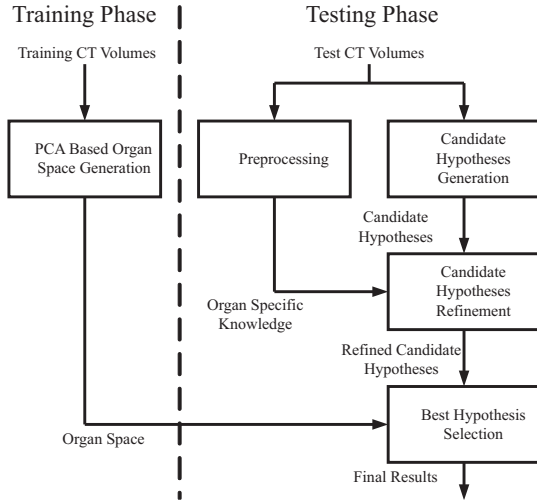 Training Phase
Testing Phase
Training CT Volumes
Test CT Volumes
PCA Based Organ
Space Generation
Preprocessing
Candidate
Hypotheses
Generation
Candidate
Hypotheses
Organ Specific
Knowledge
Candidate
Hypotheses
Refinement
Refined Candidate
Hypotheses
Organ Space
Best Hypothesis
Selection
Final Results